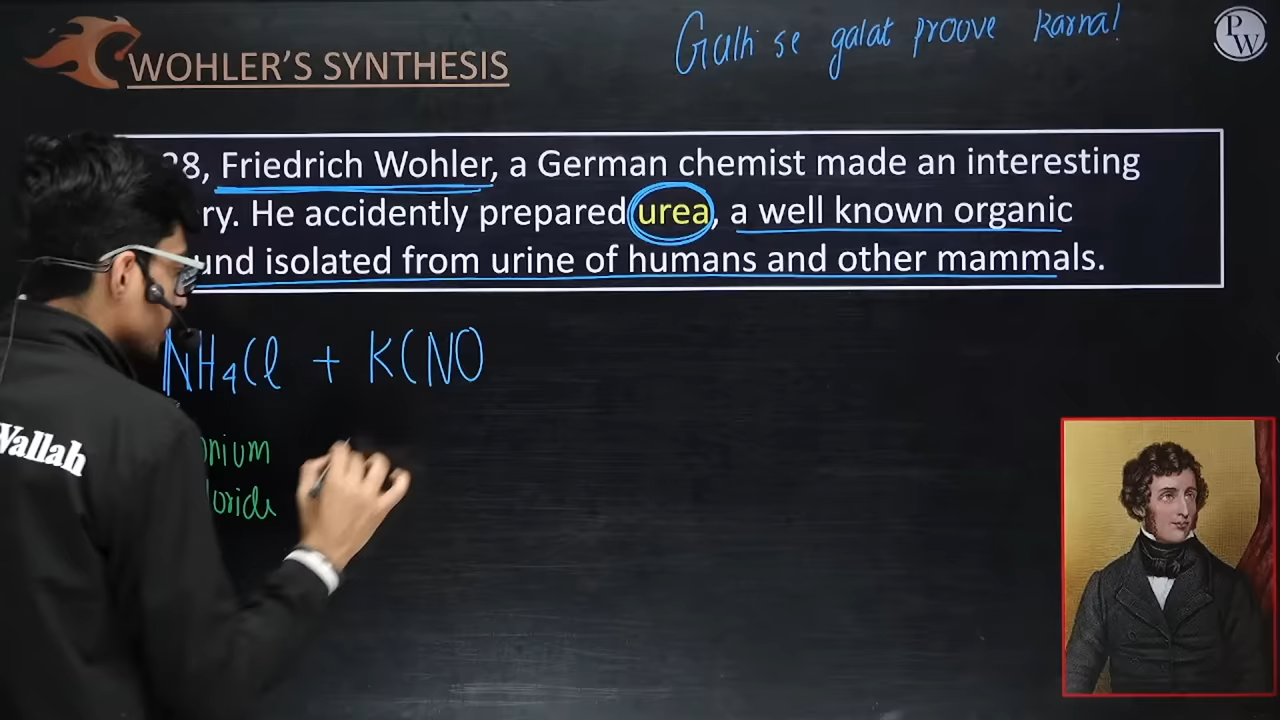 Galti se galat proove karna!
PW
WOHLER'S SYNTHESIS
28, Friedrich Wohler, a German chemist made an interesting
ry. He accidently prepared urea, a well known organic
und isolated from urine of humans and other mammals.
NH4Cl + KCNO
onium
loride
Wallah